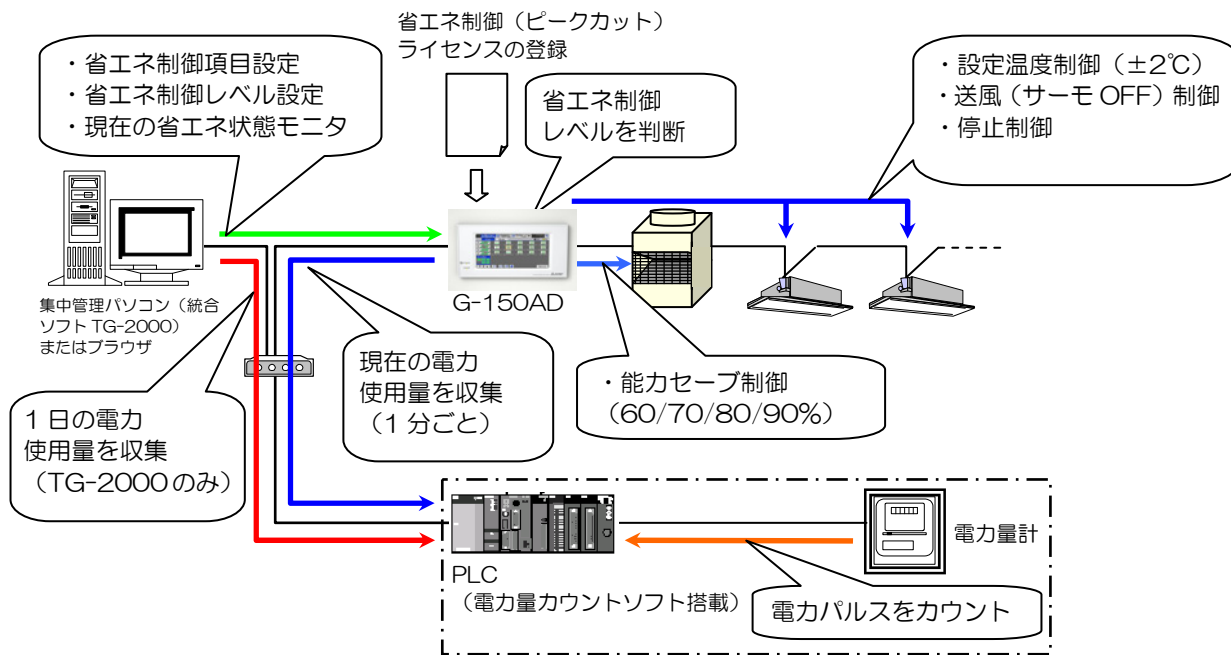 省エネ制御（ピークカット）
ライセンスの登録
・省エネ制御項目設定
・省エネ制御レベル設定
・現在の省エネ状態モニタ
省エネ制御
レベルを判断
・設定温度制御（±2℃）
・送風（サーモ OFF）制御
・停止制御
G-150AD
集中管理パソコン（統合
ソフト TG-2000）
またはブラウザ
現在の電力
使用量を収集
（1 分ごと）
・能力セーブ制御
（60/70/80/90%）
1 日の電力
使用量を収集
（TG-2000 のみ）
電力量計
PLC
（電力量カウントソフト搭載）
電力パルスをカウント